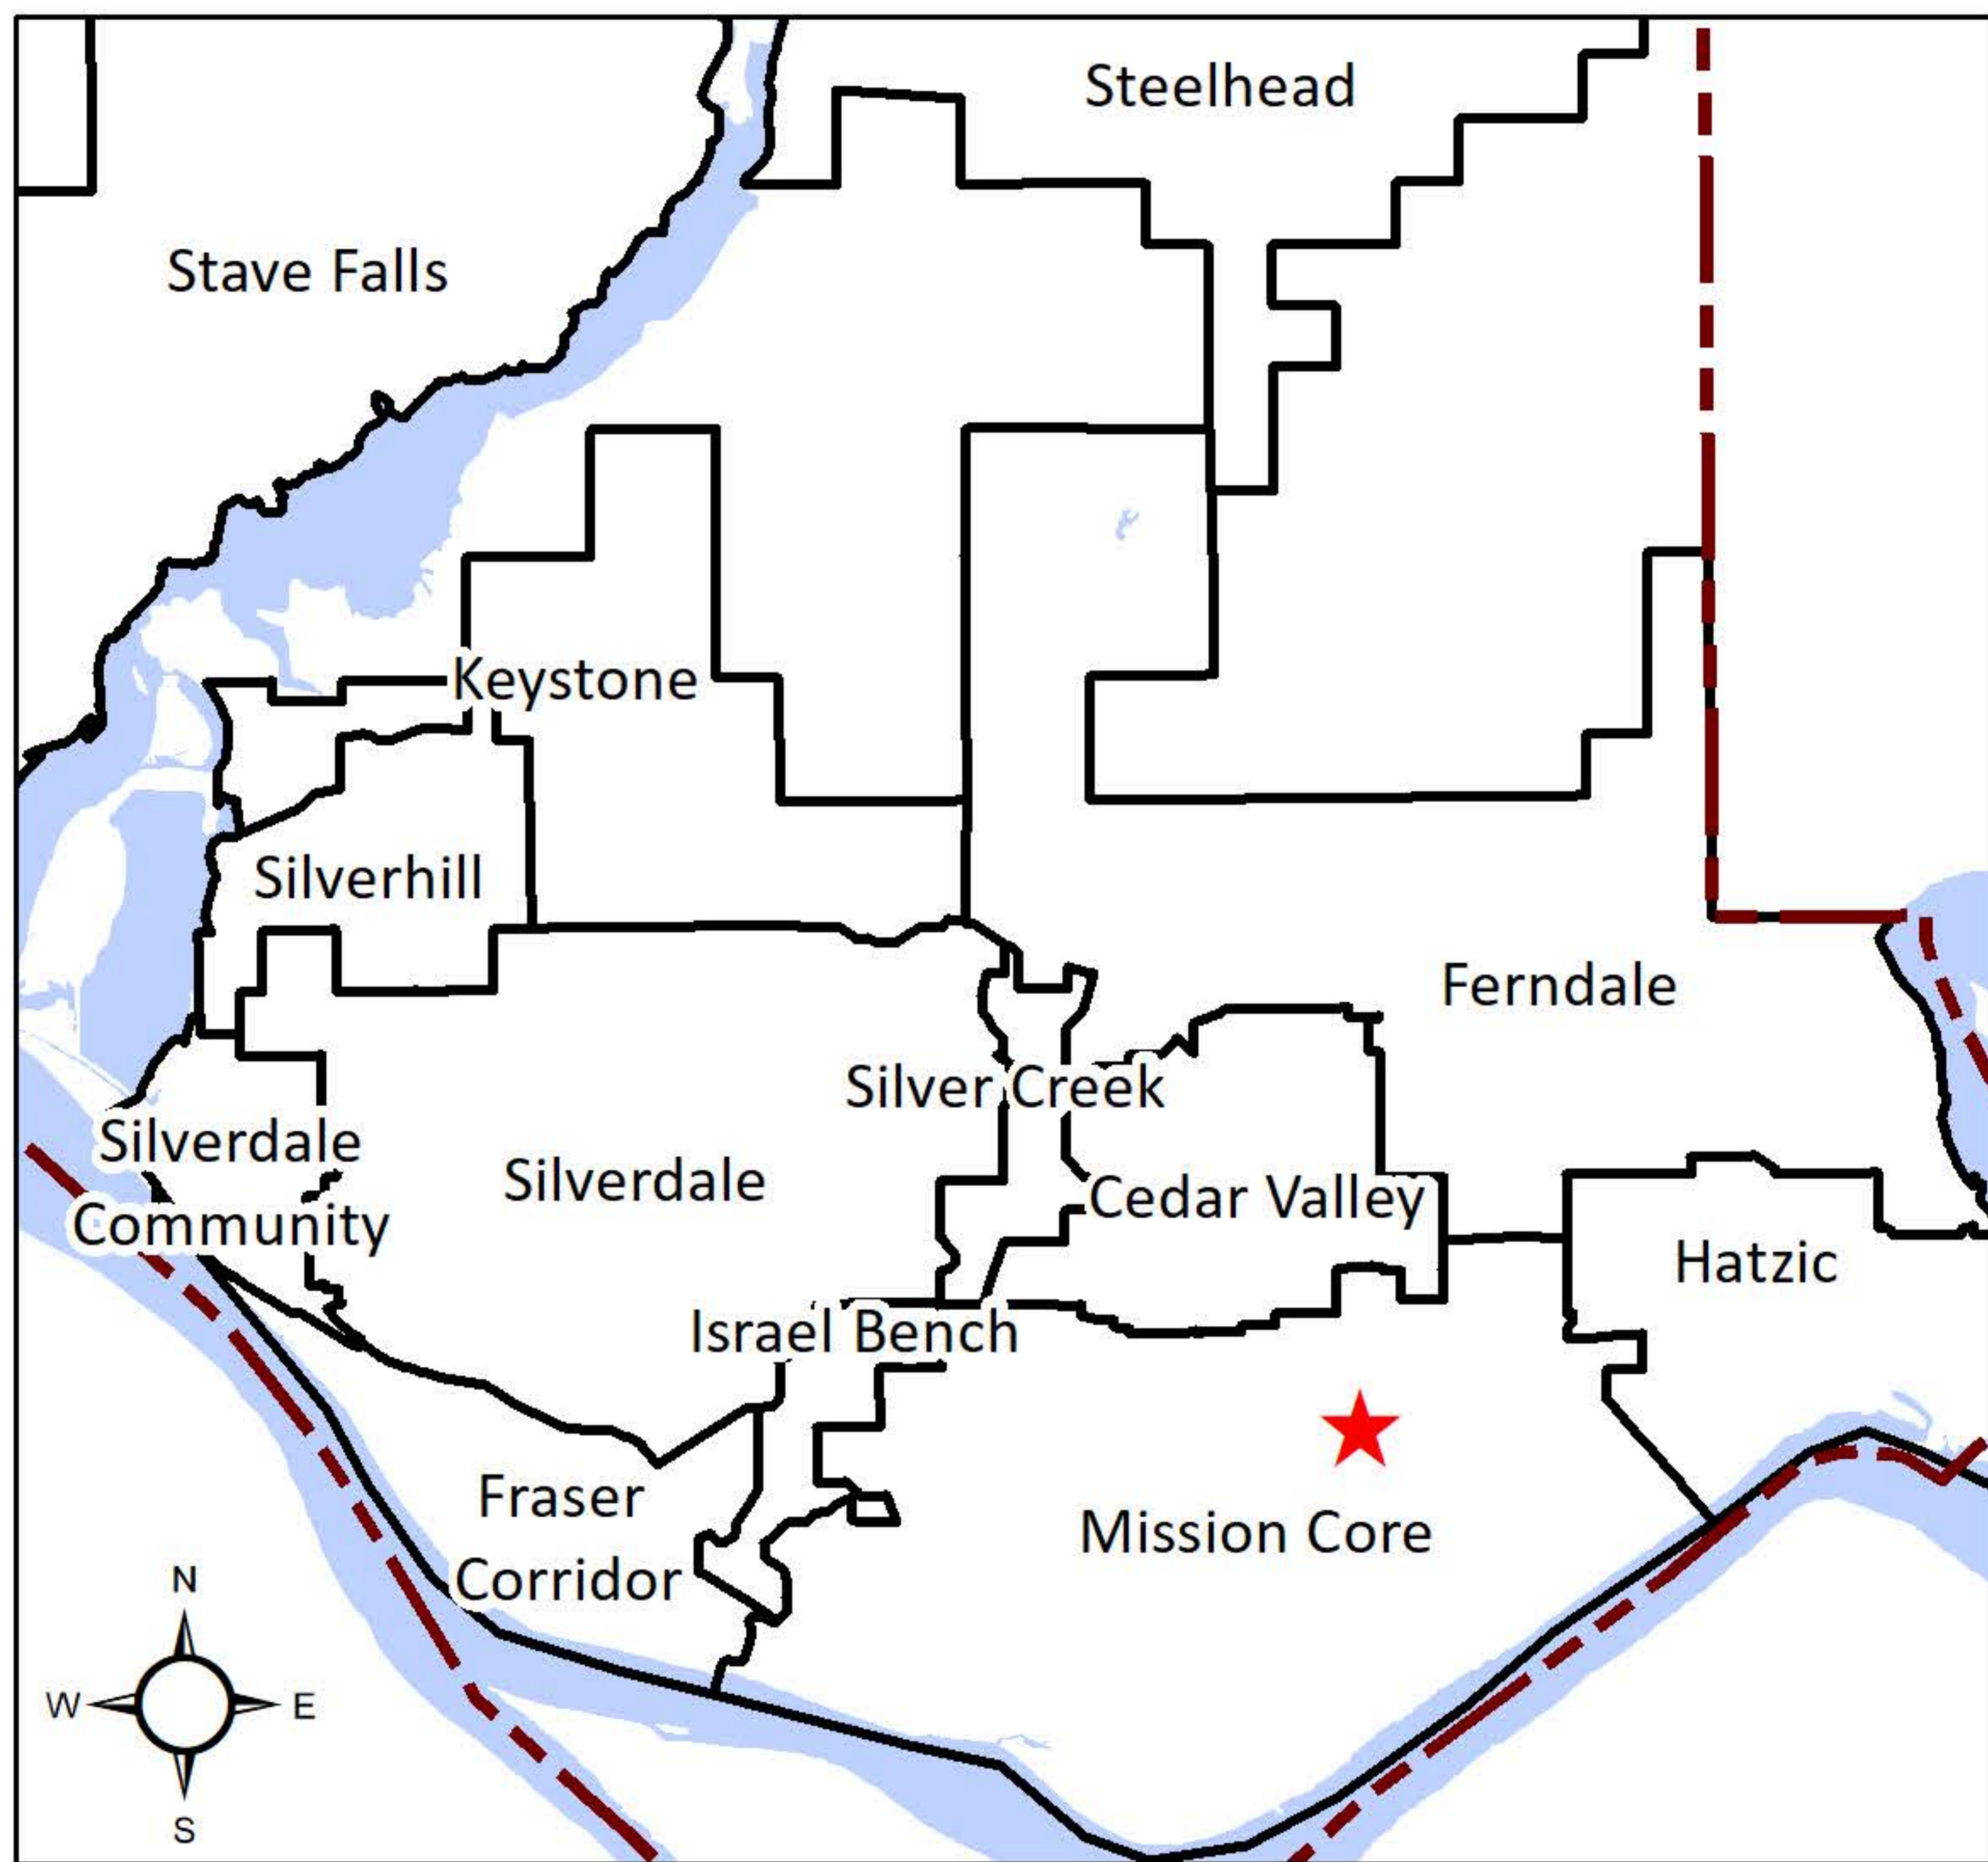 Steelhead
Stave Falls
Keystone
Silverhill
Ferndale
Silver Creek
Silverdale
Community
Silverdale
Cedar Valley
Hatzic
Israel Bench
Fraser
Corridor
Mission Core
N
W
E
S